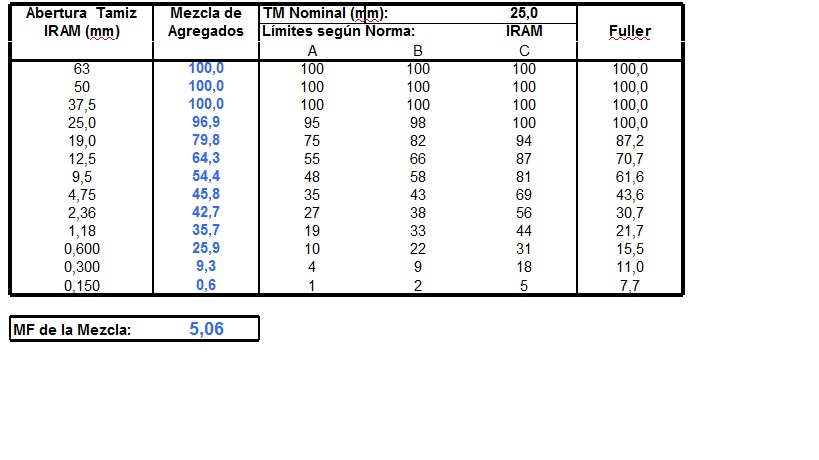 Abertura Tamiz IRAM (mm) | Mezcla de Agregados | TM Nominal (mm): 25,0 | Fuller
Límites según Norma: IRAM
A B C
63 100,0 100 100 100 100,0
50 100,0 100 100 100 100,0
37,5 100,0 100 100 100 100,0
25,0 96,9 95 98 100 100,0
19,0 79,8 75 82 94 87,2
12,5 64,3 55 66 87 70,7
9,5 54,4 48 58 81 61,6
4,75 45,8 35 43 69 43,6
2,36 42,7 27 38 56 30,7
1,18 35,7 19 33 44 21,7
0,600 25,9 10 22 31 15,5
0,300 9,3 4 9 18 11,0
0,150 0,6 1 2 5 7,7
MF de la Mezcla: 5,06